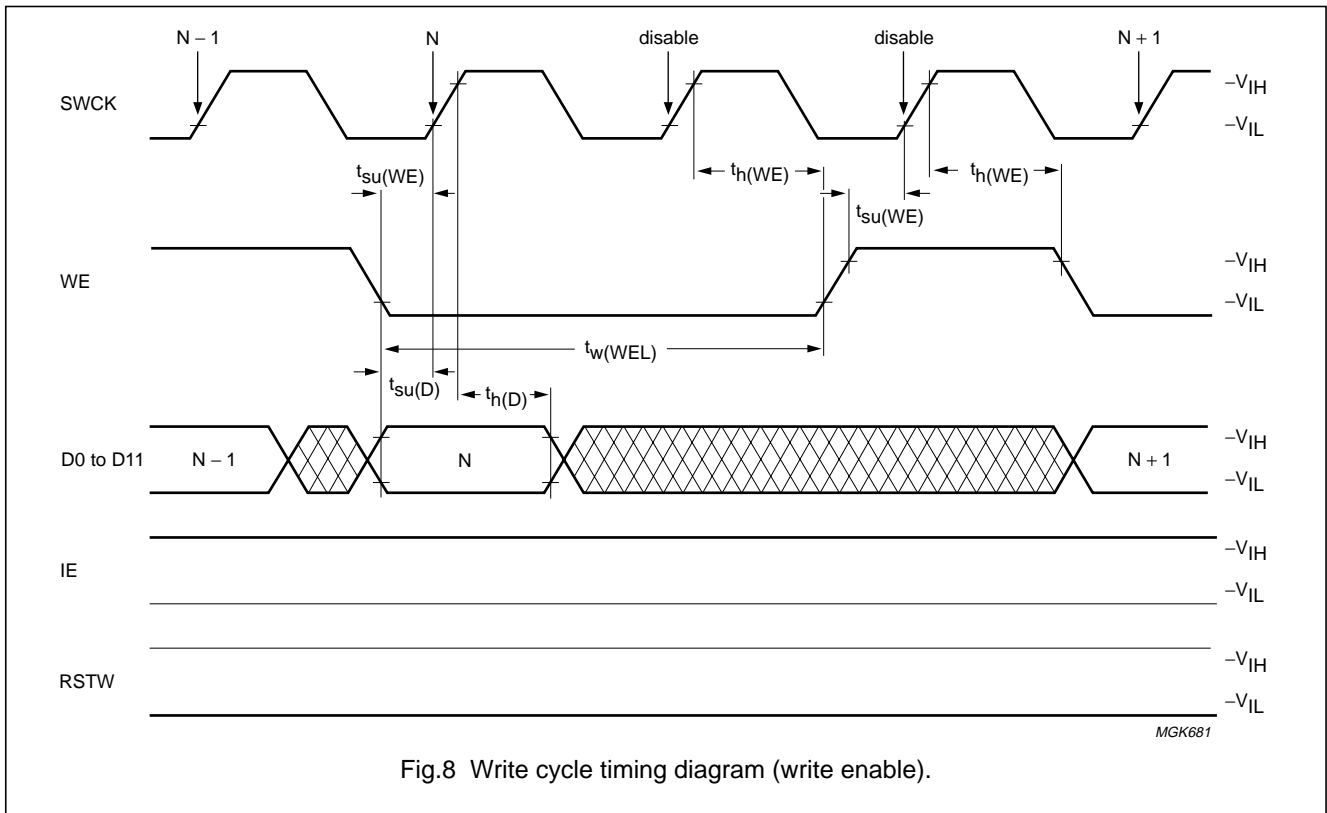 N − 1
N
disable
disable
N + 1
SWCK
−VIH
−VIL
tsu(WE)
th(WE)
th(WE)
tsu(WE)
WE
−VIH
−VIL
tw(WEL)
tsu(D)
th(D)
D0 to D11
N − 1
N
N + 1
−VIH
−VIL
IE
−VIH
−VIL
RSTW
−VIH
−VIL
MGK681
Fig.8 Write cycle timing diagram (write enable).